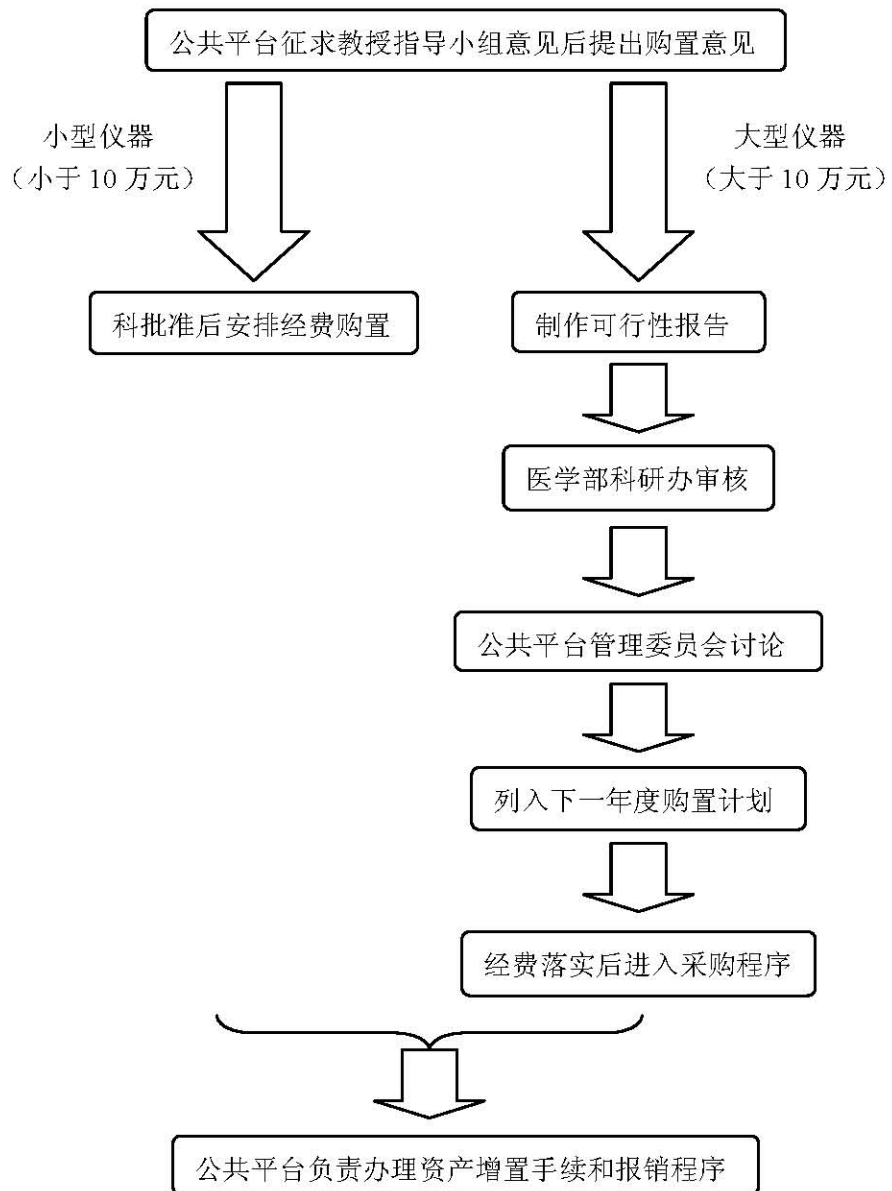 公共平台征求教授指导小组意见后提出购置意见
小型仪器
（小于 10 万元）
大型仪器
（大于 10 万元）
科批准后安排经费购置
制作可行性报告
医学部科研办审核
公共平台管理委员会讨论
列入下一年度购置计划
经费落实后进入采购程序
公共平台负责办理资产增置手续和报销程序